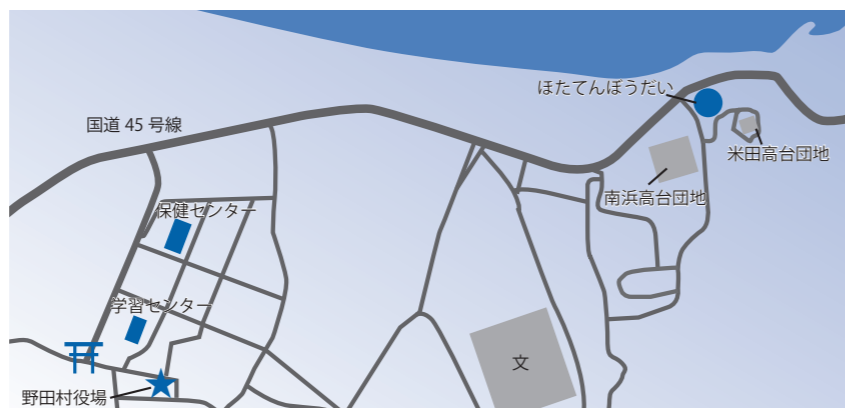 ほたてんぼうだい
国道 45 号線
米田高台団地
南浜高台団地
保健センター
学習センター
文
野田村役場